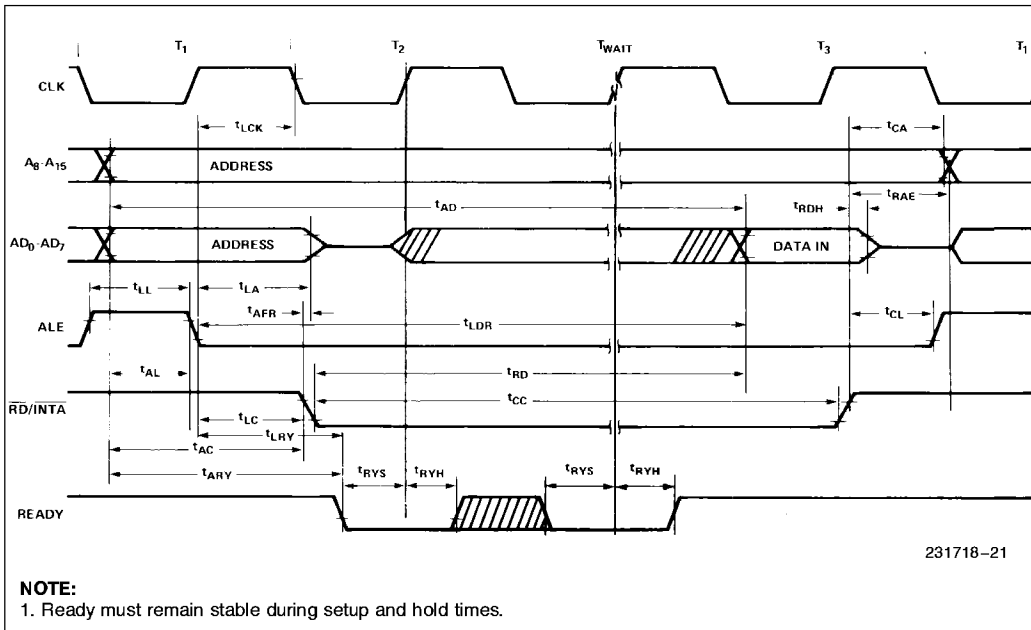 T1 T2 TWAIT T3 T1
CLK
tLCK tCA
A8-A15 ADDRESS
tRAE
tAD tRDH
AD0-AD7 ADDRESS DATA IN
tLL tLA
tAFR tLDR tCL
ALE
tAL tRD
RD/INTA tCC
tLC
tLRY
tAC
tARY tRYS tRYH tRYS tRYH
READY
231718-21
NOTE:
1. Ready must remain stable during setup and hold times.